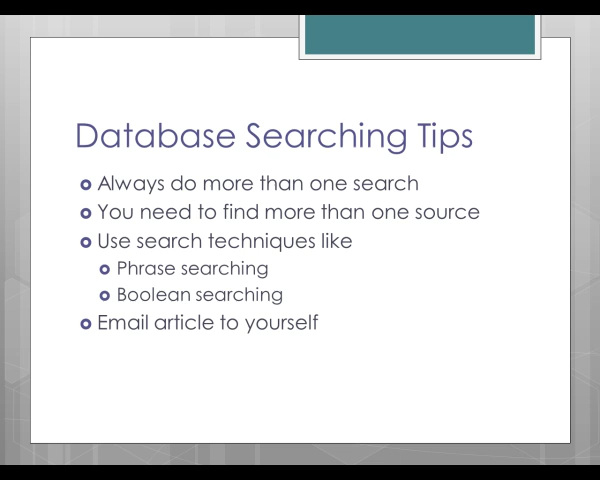 Database Searching Tips
Always do more than one search
You need to find more than one source
Use search techniques like
Phrase searching
Boolean searching
Email article to yourself